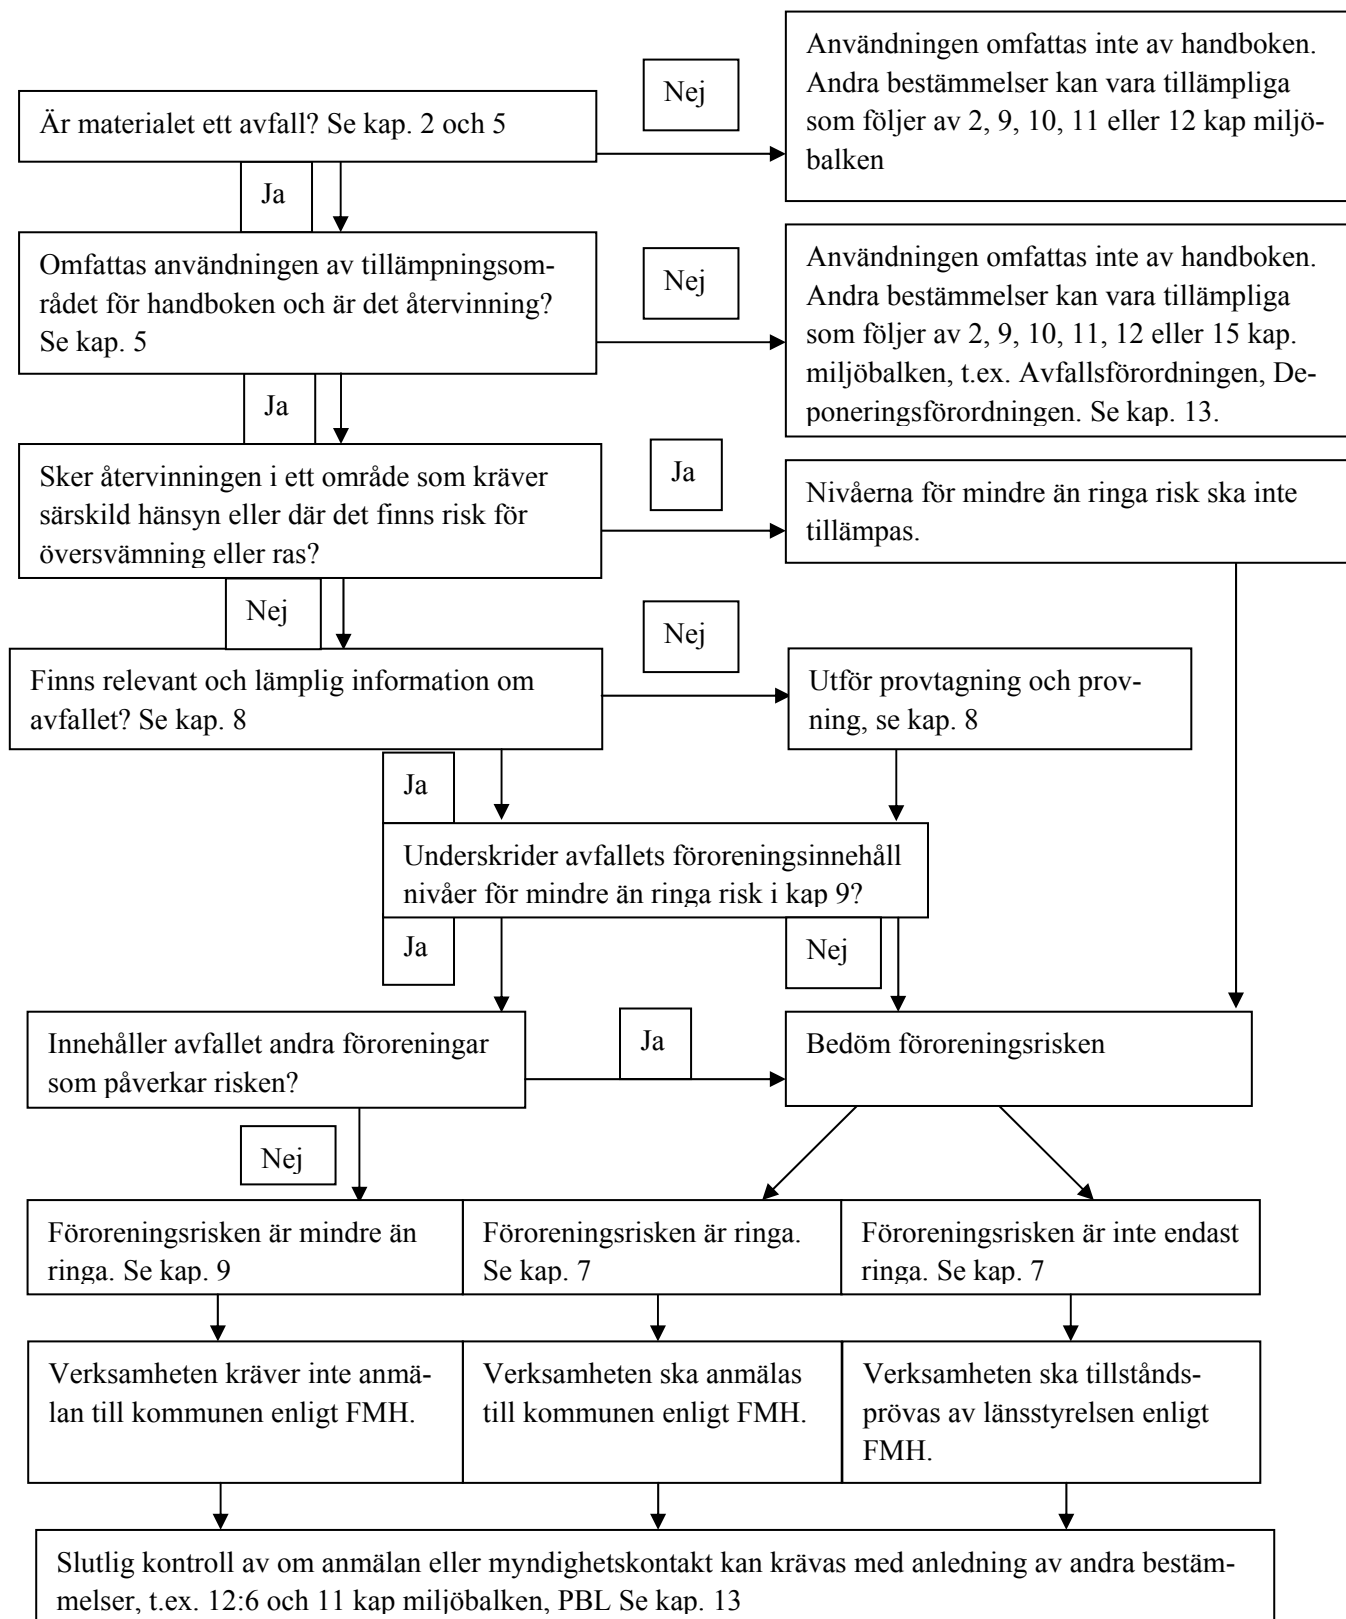 Är materialet ett avfall? Se kap. 2 och 5
Nej
Användningen omfattas inte av handboken.
Andra bestämmelser kan vara tillämpliga
som följer av 2, 9, 10, 11 eller 12 kap miljö-
balken
Ja
Omfattas användningen av tillämpningsom-
rådet för handboken och är det återvinning?
Se kap. 5
Nej
Användningen omfattas inte av handboken.
Andra bestämmelser kan vara tillämpliga
som följer av 2, 9, 10, 11, 12 eller 15 kap.
miljöbalken, t.ex. Avfallsförordningen, De-
poneringsförordningen. Se kap. 13.
Ja
Sker återvinningen i ett område som kräver
särskild hänsyn eller där det finns risk för
översvämning eller ras?
Ja
Nivåerna för mindre än ringa risk ska inte
tillämpas.
Nej
Finns relevant och lämplig information om
avfallet? Se kap. 8
Nej
Utför provtagning och prov-
ning, se kap. 8
Ja
Underskrider avfallets föroreningsinnehåll
nivåer för mindre än ringa risk i kap 9?
Ja
Nej
Innehåller avfallet andra föroreningar
som påverkar risken?
Ja
Bedöm föroreningsrisken
Nej
Föroreningsrisken är mindre än
ringa. Se kap. 9
Föroreningsrisken är ringa.
Se kap. 7
Föroreningsrisken är inte endast
ringa. Se kap. 7
Verksamheten kräver inte anmä-
lan till kommunen enligt FMH.
Verksamheten ska anmälas
till kommunen enligt FMH.
Verksamheten ska tillstånds-
prövas av länsstyrelsen enligt
FMH.
Slutlig kontroll av om anmälan eller myndighetskontakt kan krävas med anledning av andra bestäm-
melser, t.ex. 12:6 och 11 kap miljöbalken, PBL Se kap. 13